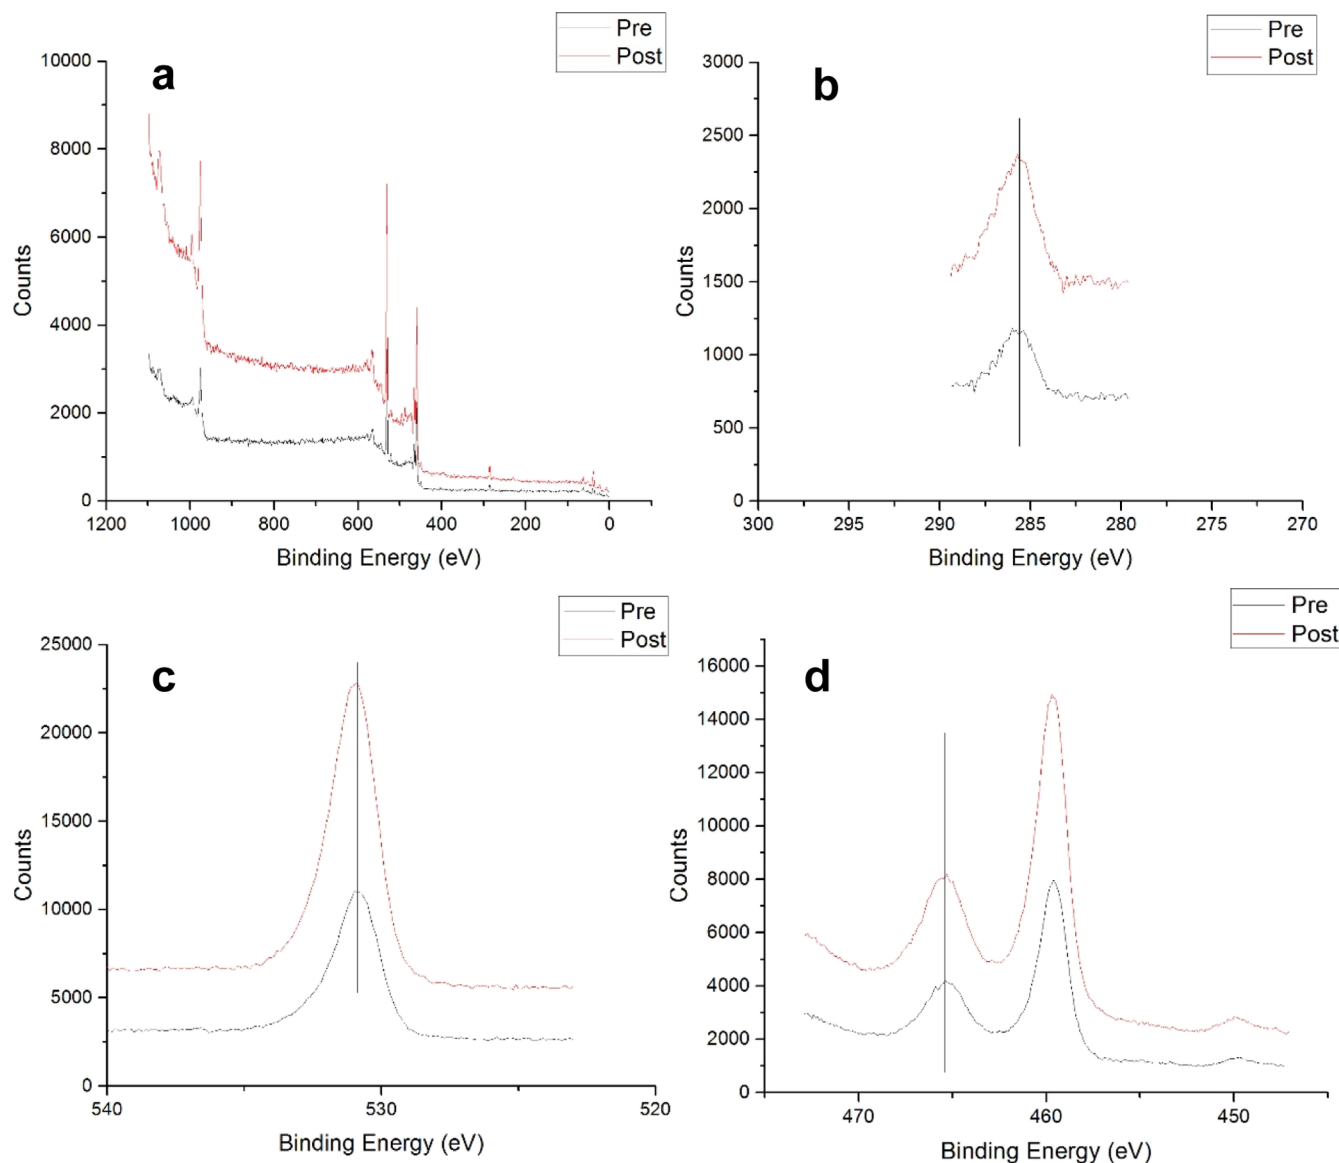 Pre
Post
a
10000
8000
6000
4000
2000
0
Counts
1200 1000 800 600 400 200 0
Binding Energy (eV)
Pre
Post
b
3000
2500
2000
1500
1000
500
0
Counts
300 295 290 285 280 275 270
Binding Energy (eV)
Pre
Post
c
25000
20000
15000
10000
5000
0
Counts
540 530 520
Binding Energy (eV)
Pre
Post
d
16000
14000
12000
10000
8000
6000
4000
2000
0
Counts
470 460 450
Binding Energy (eV)